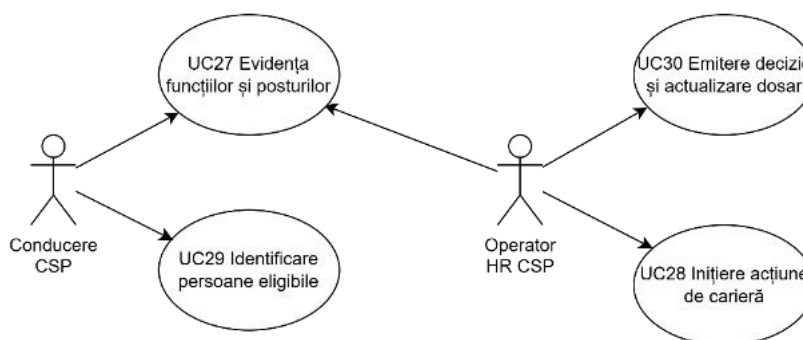 UC27 Evidența
funcțiilor și posturilor
UC30 Emitere decizie
și actualizare dosar
Conducere
CSP
Operator
HR CSP
UC29 Identificare
persoane eligibile
UC28 Inițiere acțiune
de carieră